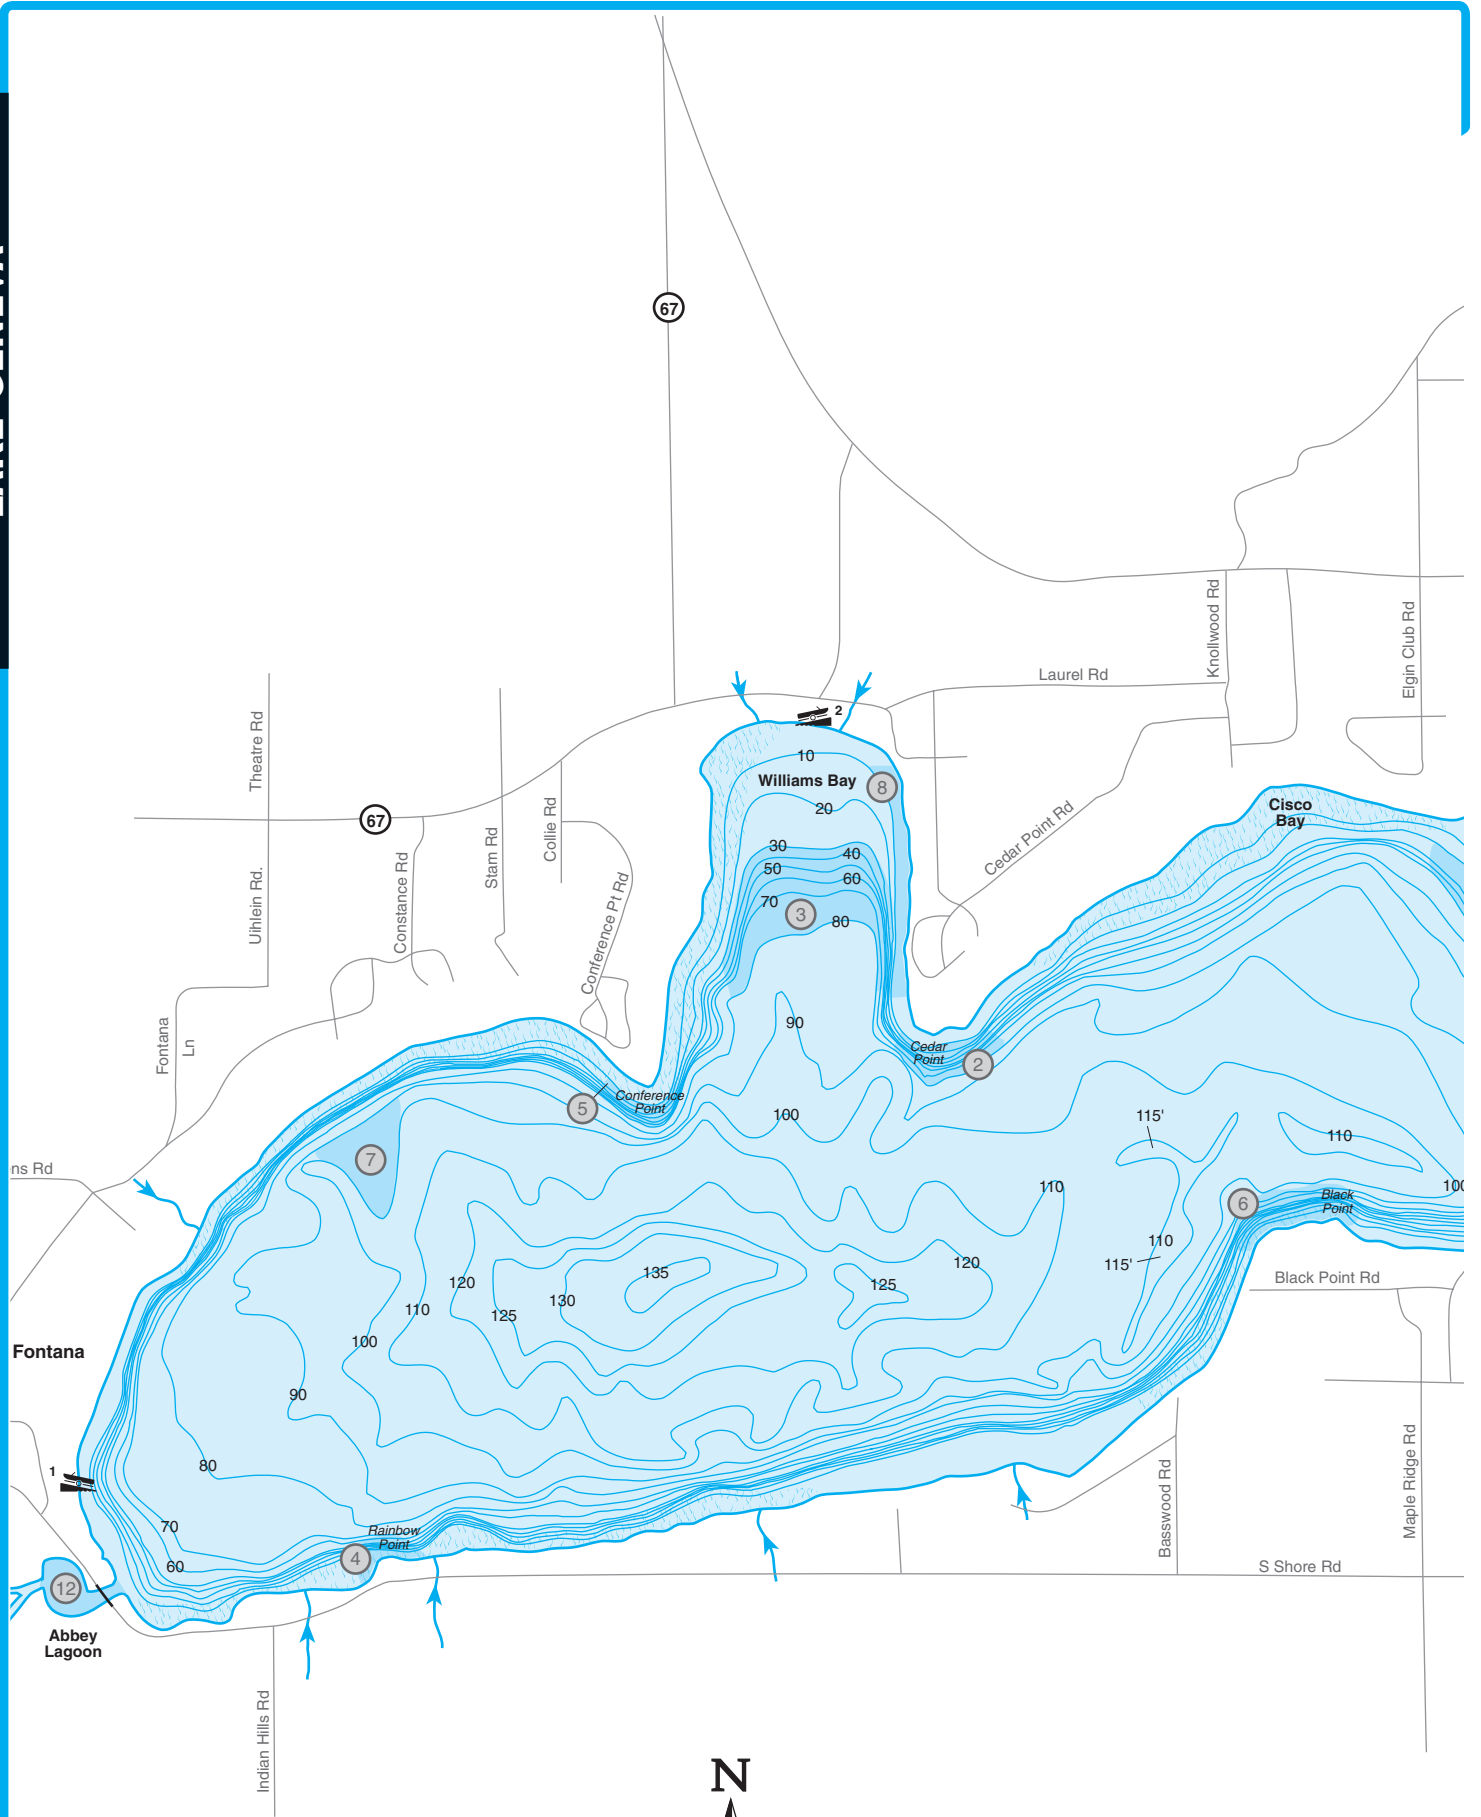 67
Knollwood Rd
Elgin Club Rd
Laurel Rd
Theatre Rd
2
10
Williams Bay
8
20
Cisco
Bay
67
Collie Rd
Stam Rd
Constance Rd
Uihlein Rd.
Cedar Point Rd
30
40
50
60
70
3
80
Conference Pt Rd
Fontana
Ln
90
Cedar
Point
2
Conference
Point
5
100
115'
110
7
ns Rd
110
100
6
Black
Point
110
115'
120
135
125
120
130
125
110
Black Point Rd
Fontana
100
90
80
1
70
60
Rainbow
Point
4
12
Abbey
Lagoon
Basswood Rd
Maple Ridge Rd
S Shore Rd
Indian Hills Rd
N